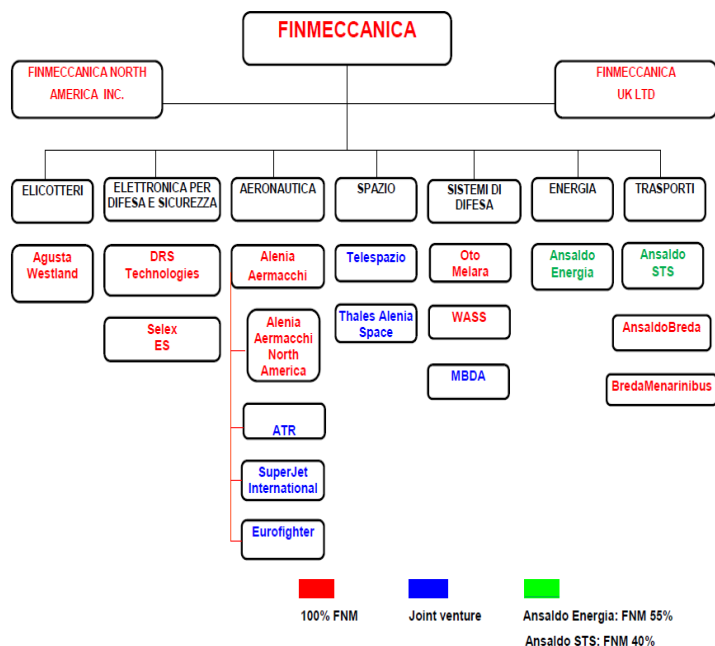 FINMECCANICA
FINMECCANICA NORTH
AMERICA INC.
FINMECCANICA
UK LTD
ELICOTTERI
ELETTRONICA PER
DIFESA E SICUREZZA
AERONAUTICA
SPAZIO
SISTEMI DI
DIFESA
ENERGIA
TRASPORTI
Agusta
Westland
DRS
Technologies
Selex
ES
Alenia
Aermacchi
Alenia
Aermacchi
North
America
ATR
SuperJet
International
Eurofighter
Telespazio
Thales Alenia
Space
Oto
Melara
WASS
MBDA
Ansaldo
Energia
Ansaldo
STS
AnsaldoBreda
BredaMenarinibus
100% FNM
Joint venture
Ansaldo Energia: FNM 55%
Ansaldo STS: FNM 40%